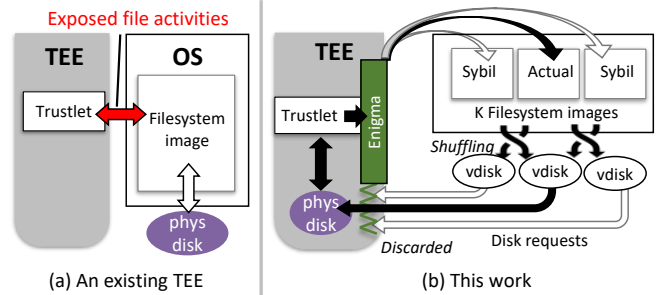 Exposed file activities
TEE
OS
Trustlet
Filesystem
image
phys
disk
(a) An existing TEE
TEE
Trustlet
Enigma
Sybil
Actual
Sybil
K Filesystem images
Shuffling
vdisk
vdisk
vdisk
phys
disk
Discarded
Disk requests
(b) This work